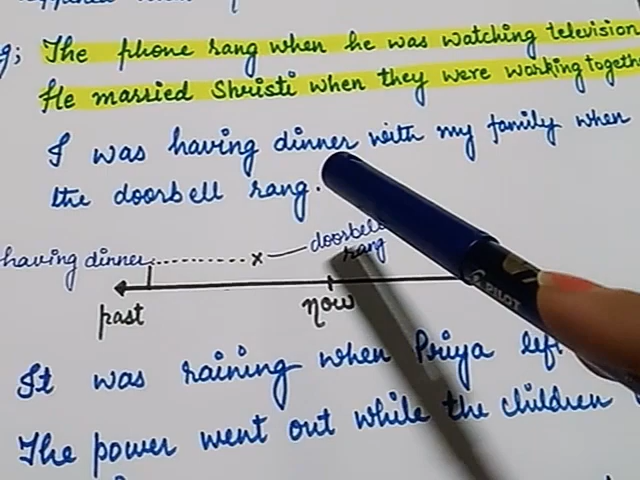 g; The phone rang when he was watching television
He married Shristi when they were working together
I was having dinner with my family when
the doorbell rang.
having dinner
doorbell
rang
past
now
PILOT
It was raining when Priya left
The power went out while the children